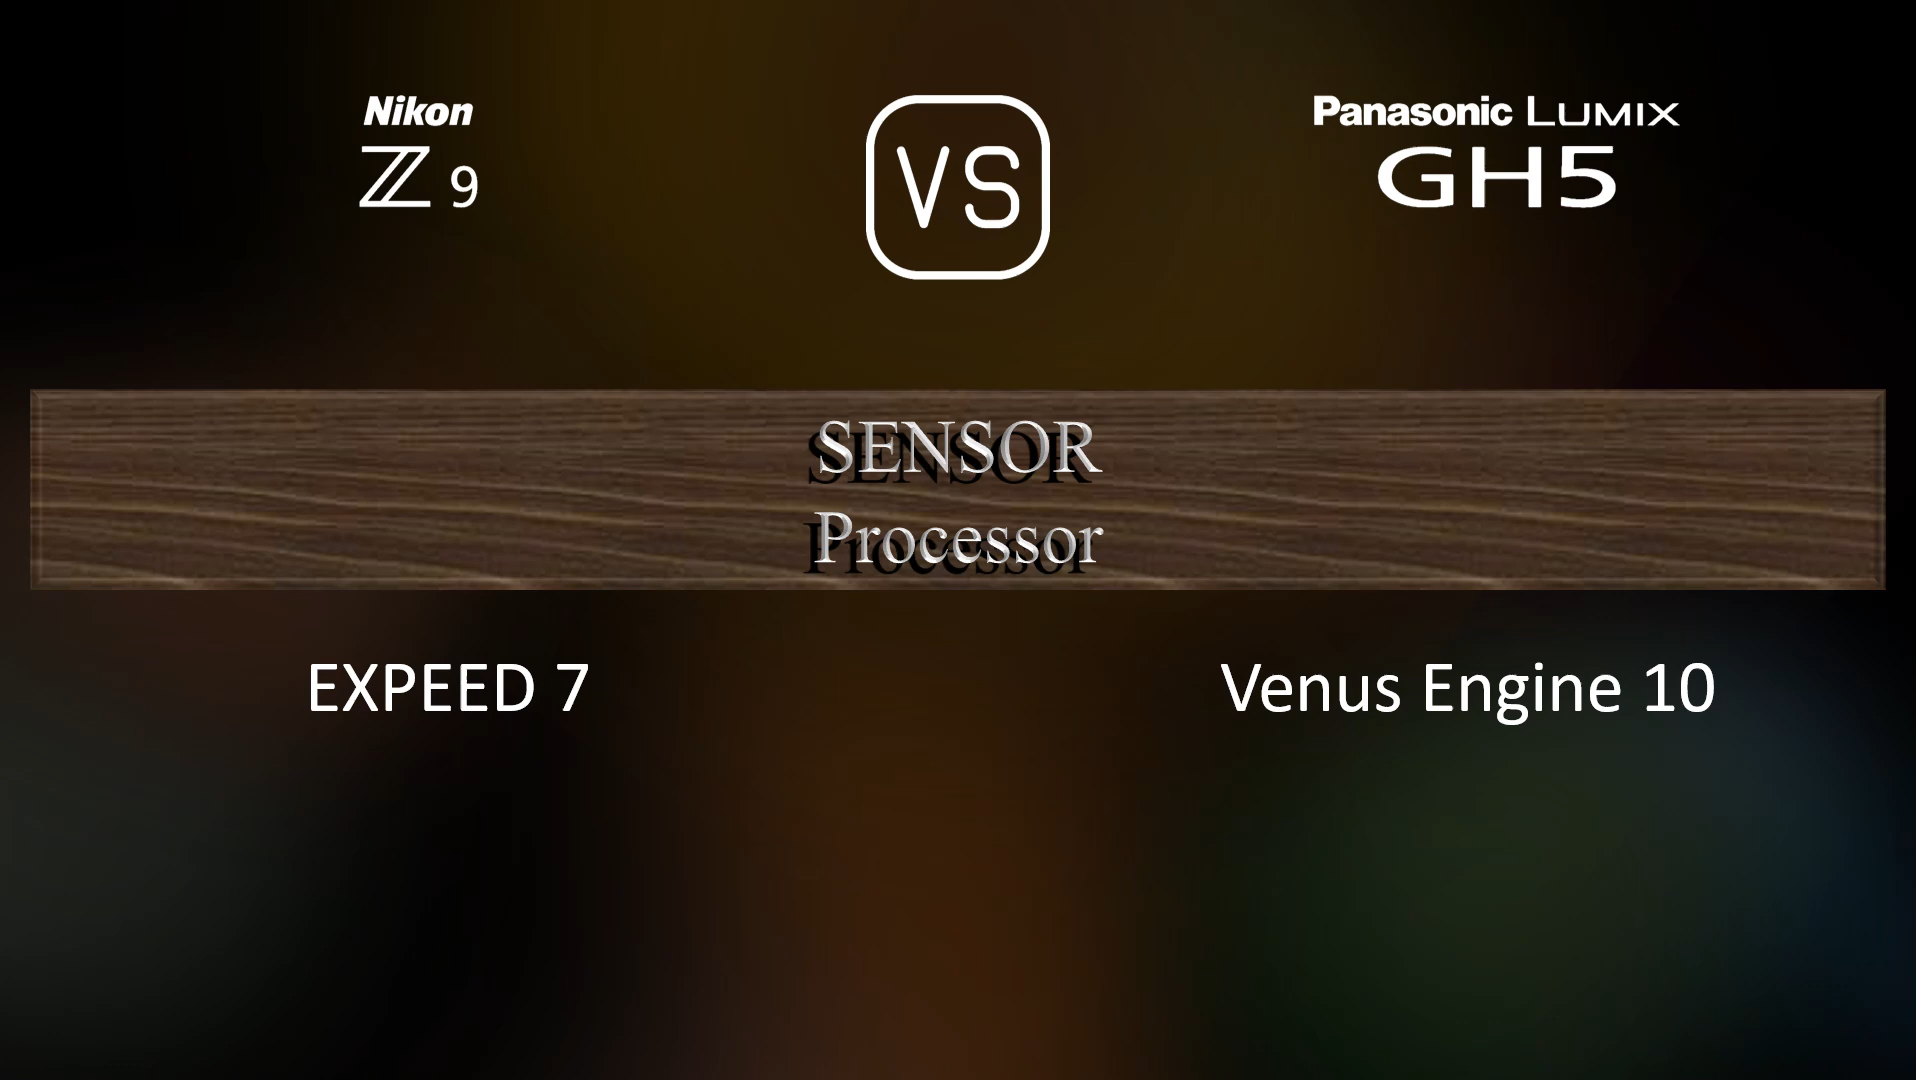 Nikon
Z 9
VS
Panasonic LUMIX
GH5
SENSOR
Processor
EXPEED 7
Venus Engine 10